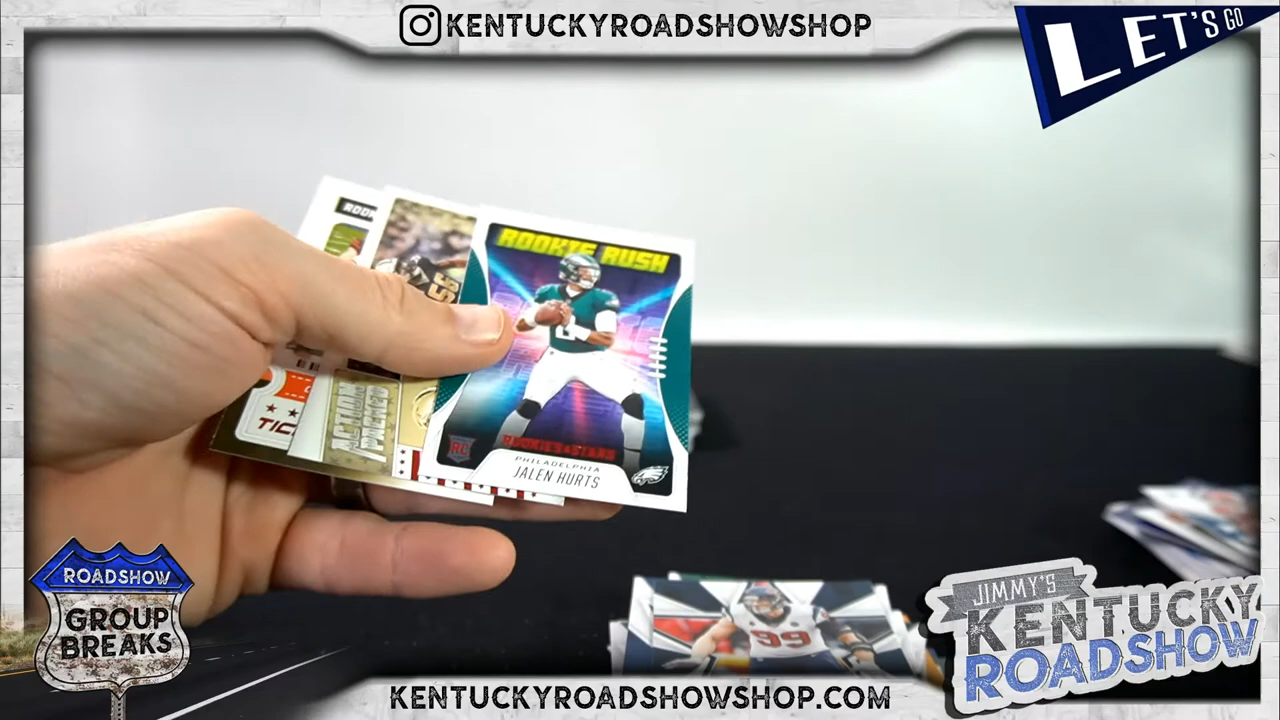 KENTUCKYROADSHOWSHOP
LET'S GO
ROOKIE RUSH
56
TIC
ACTION
PACKED
RC
ROOKIES & STARS
PHILADELPHIA
JALEN HURTS
99
ROADSHOW
GROUP
BREAKS
JIMMY'S
KENTUCKY
ROADSHOW
KENTUCKYROADSHOWSHOP.COM